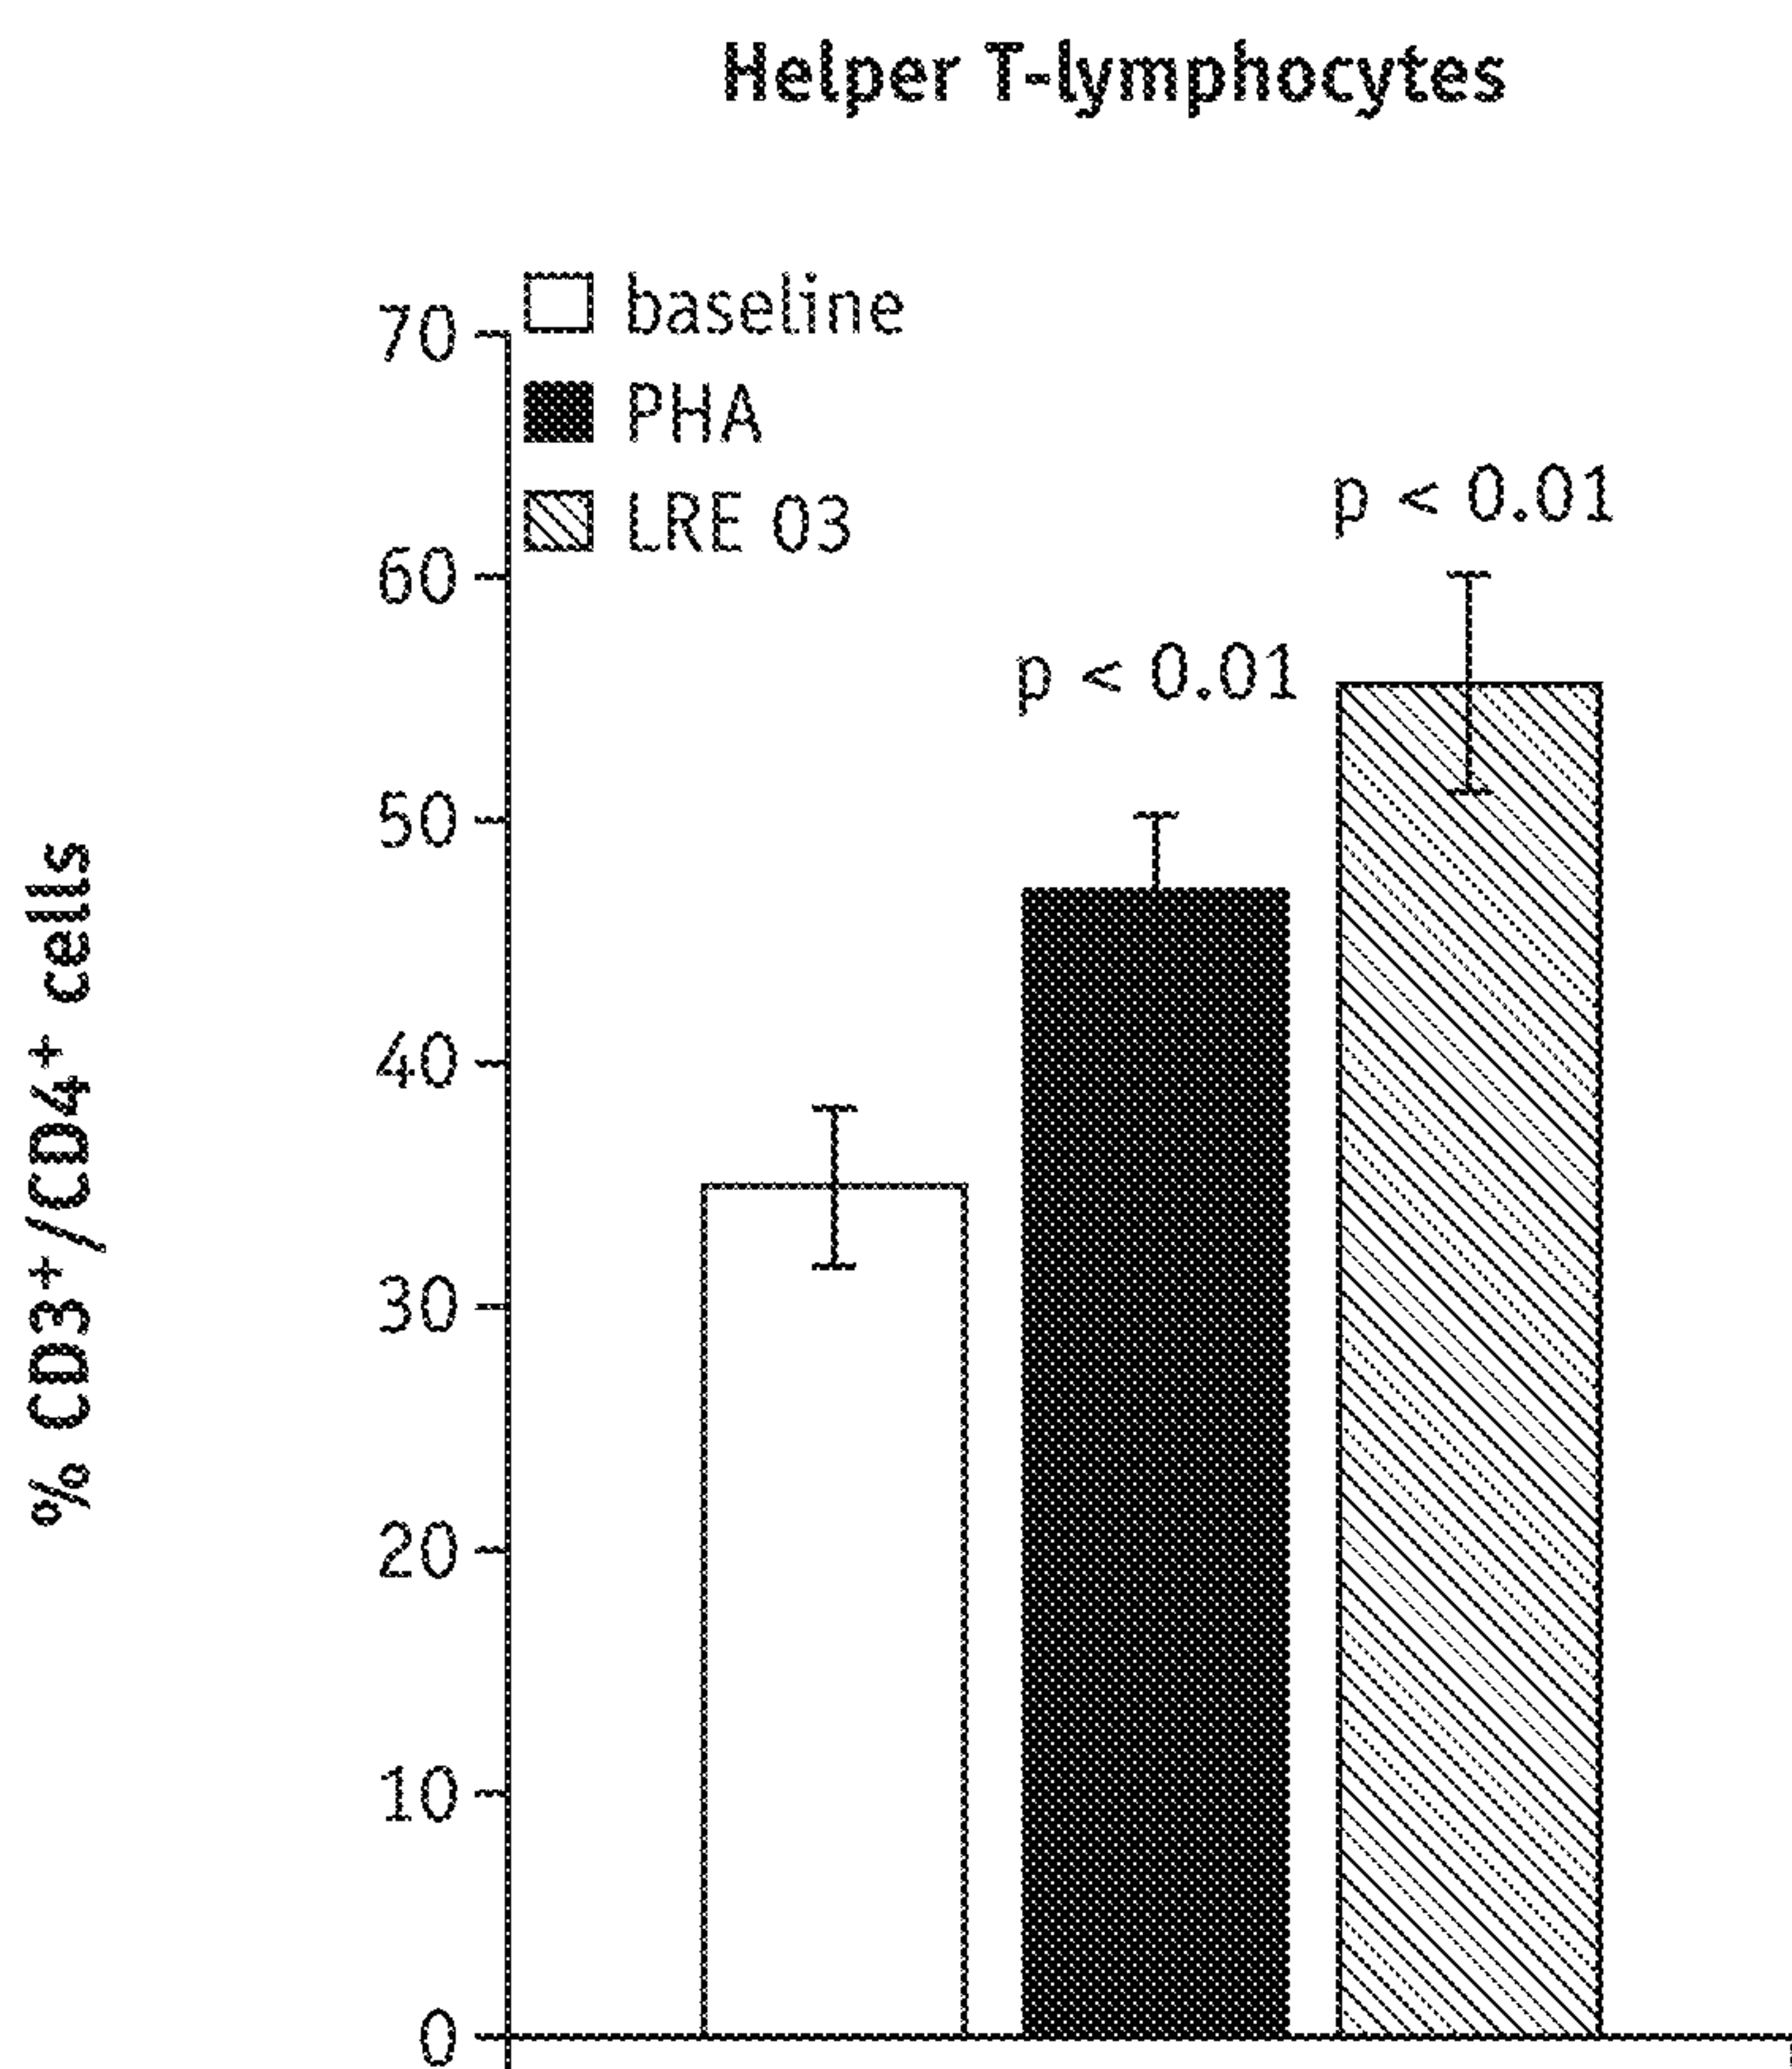 Helper T-lymphocytes
baseline
PHA
LRE 03
p < 0.01
p < 0.01
% CD3⁺/CD4⁺ cells
70
60
50
40
30
20
10
0